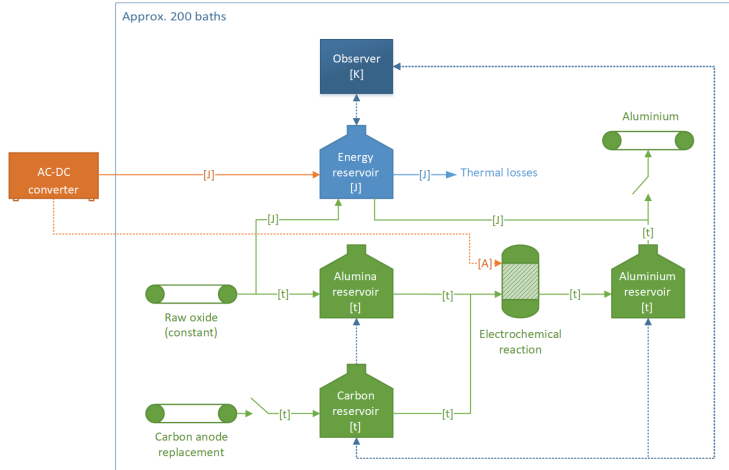 Approx. 200 baths
Observer
[K]
Aluminium
AC-DC
converter
[J]
Energy
reservoir
[J]
[J]
Thermal losses
[J]
[J]
[t]
[A]
Raw oxide
(constant)
[t]
Alumina
reservoir
[t]
[t]
Electrochemical
reaction
[t]
Aluminium
reservoir
[t]
Carbon anode
replacement
[t]
Carbon
reservoir
[t]
[t]